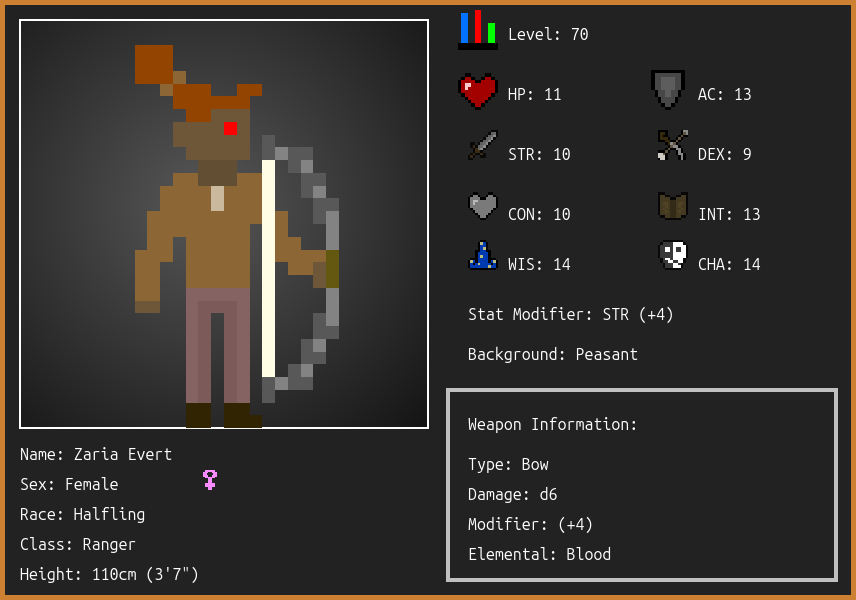 Level: 70
HP: 11
AC: 13
STR: 10
DEX: 9
CON: 10
INT: 13
WIS: 14
CHA: 14
Stat Modifier: STR (+4)
Background: Peasant
Weapon Information:
Type: Bow
Damage: d6
Modifier: (+4)
Elemental: Blood
Name: Zaria Evert
Sex: Female
Race: Halfling
Class: Ranger
Height: 110cm (3'7")